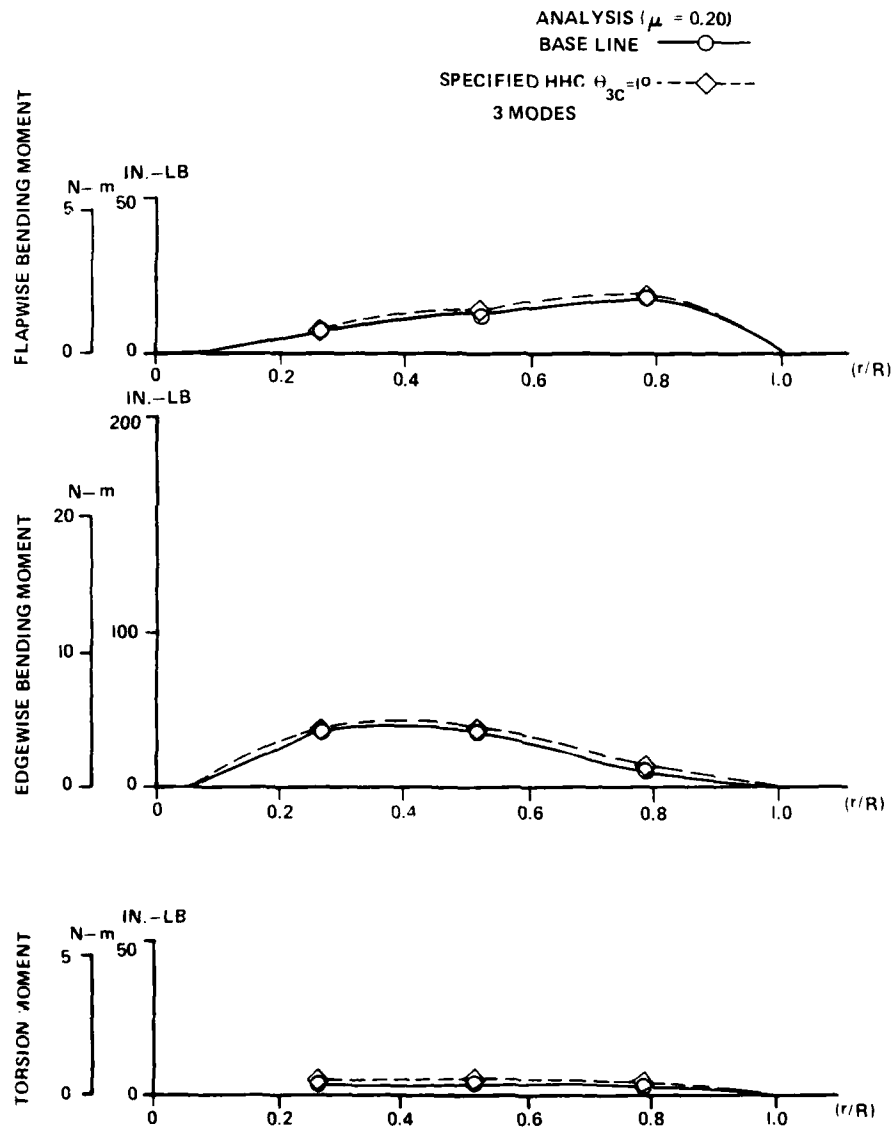 ANALYSIS ( μ = 0.20)
BASE LINE
SPECIFIED HHC θ3C=1º
3 MODES
FLAPWISE BENDING MOMENT
N–m
IN.–LB
5
50
0
0
0
0.2
0.4
0.6
0.8
1.0
(r/R)
EDGEWISE BENDING MOMENT
IN.–LB
200
N–m
20
100
10
0
0
0
0.2
0.4
0.6
0.8
1.0
(r/R)
TORSION MOMENT
IN.–LB
N–m
50
5
0
0
0
0.2
0.4
0.6
0.8
1.0
(r/R)